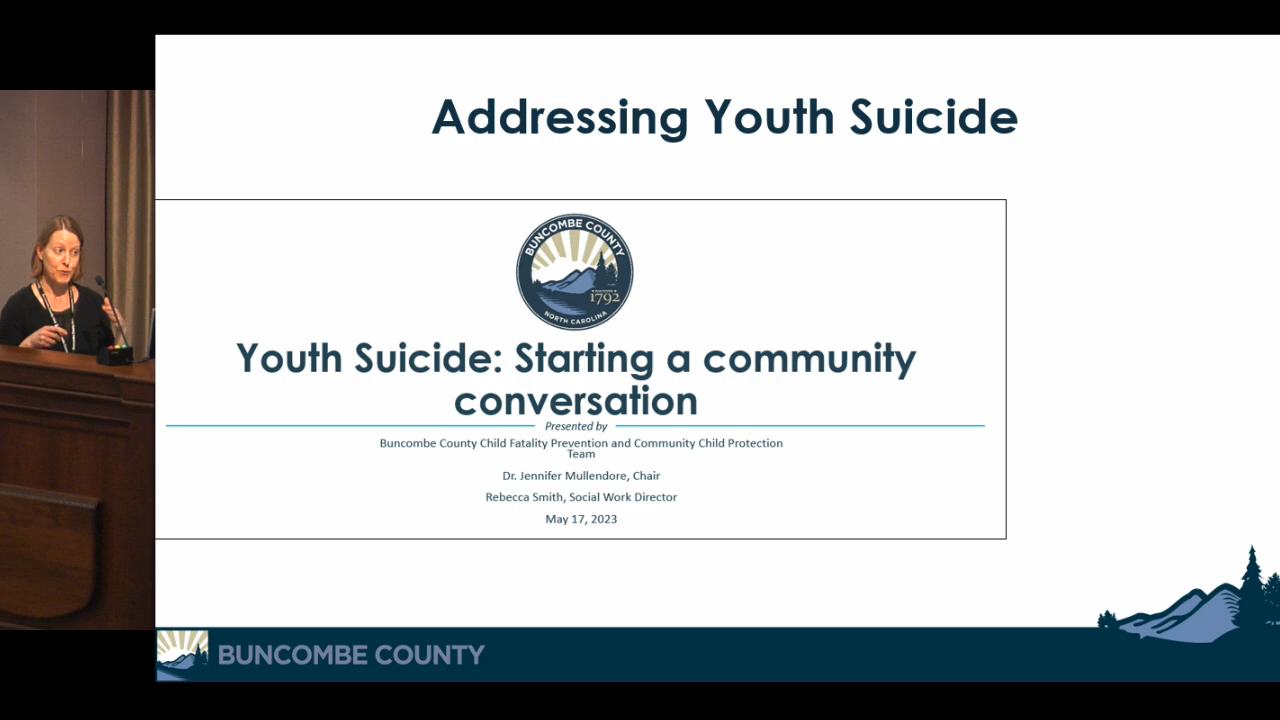 Addressing Youth Suicide
BUNCOMBE COUNTY
1792
NORTH CAROLINA
Youth Suicide: Starting a community
conversation
Presented by
Buncombe County Child Fatality Prevention and Community Child Protection
Team
Dr. Jennifer Mullendore, Chair
Rebecca Smith, Social Work Director
May 17, 2023
BUNCOMBE COUNTY